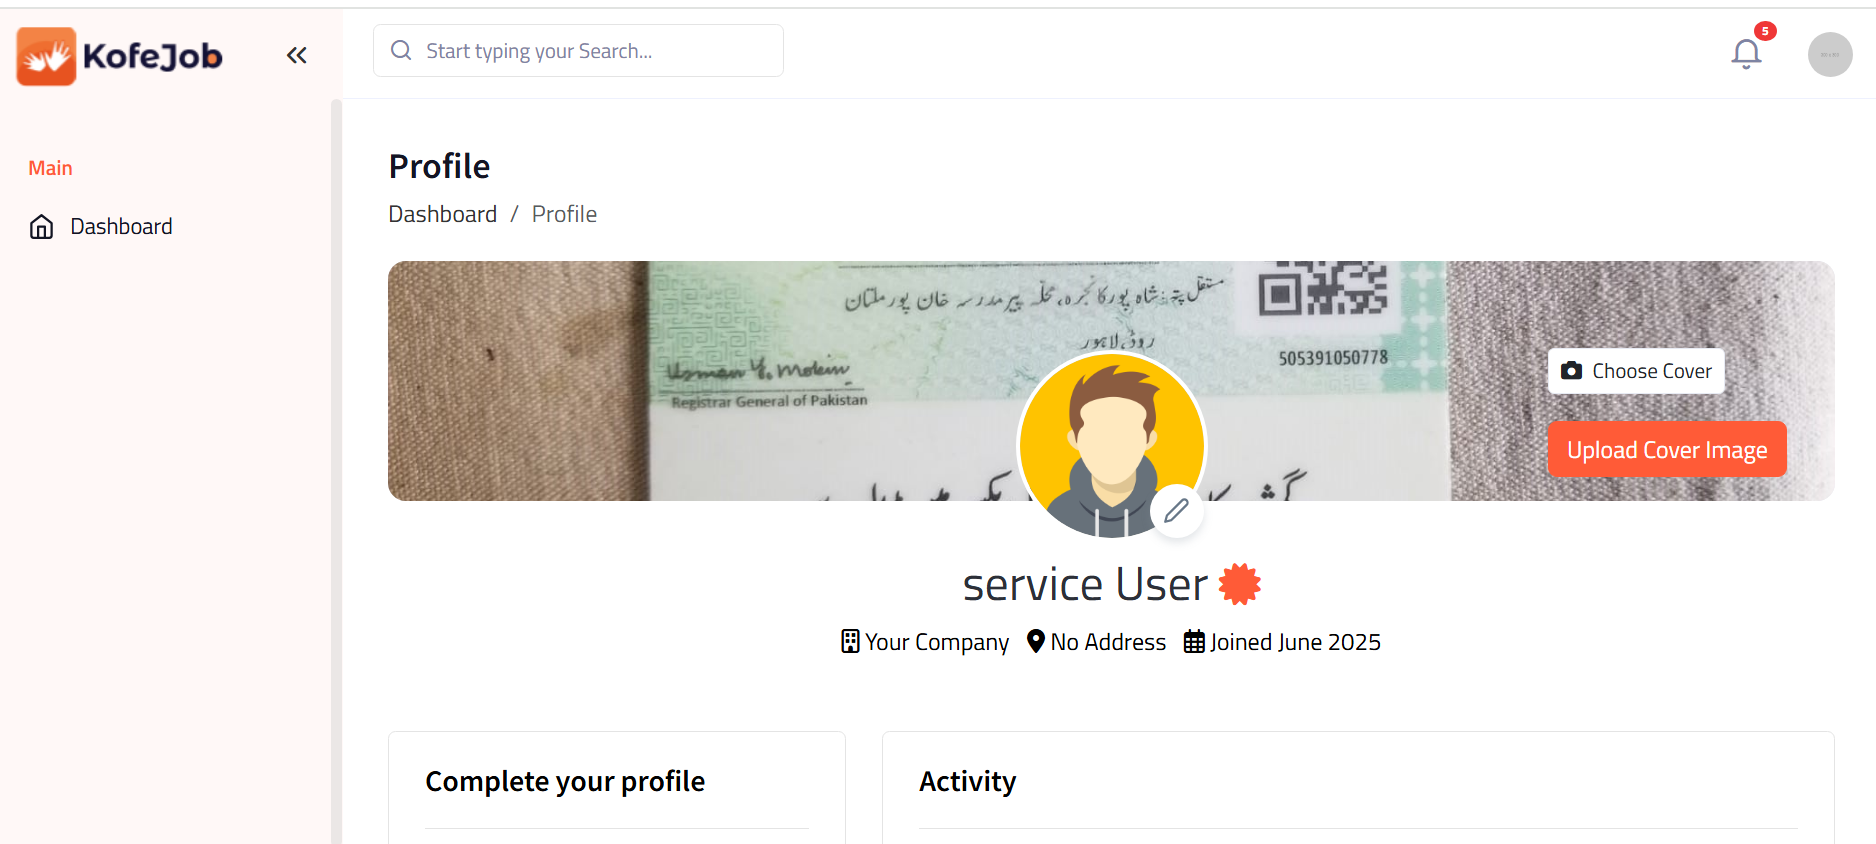 KofeJob
Start typing your Search...
5
Main
Dashboard
Profile
Dashboard / Profile
مستقل پتہ: شاہ پور کانجرہ، محلہ پیر مدرسہ خان پور ملتان
روڈ، لاہور
505391050778
Usman Y. Mobin
Registrar General of Pakistan
Choose Cover
Upload Cover Image
service User
Your Company No Address Joined June 2025
Complete your profile
Activity